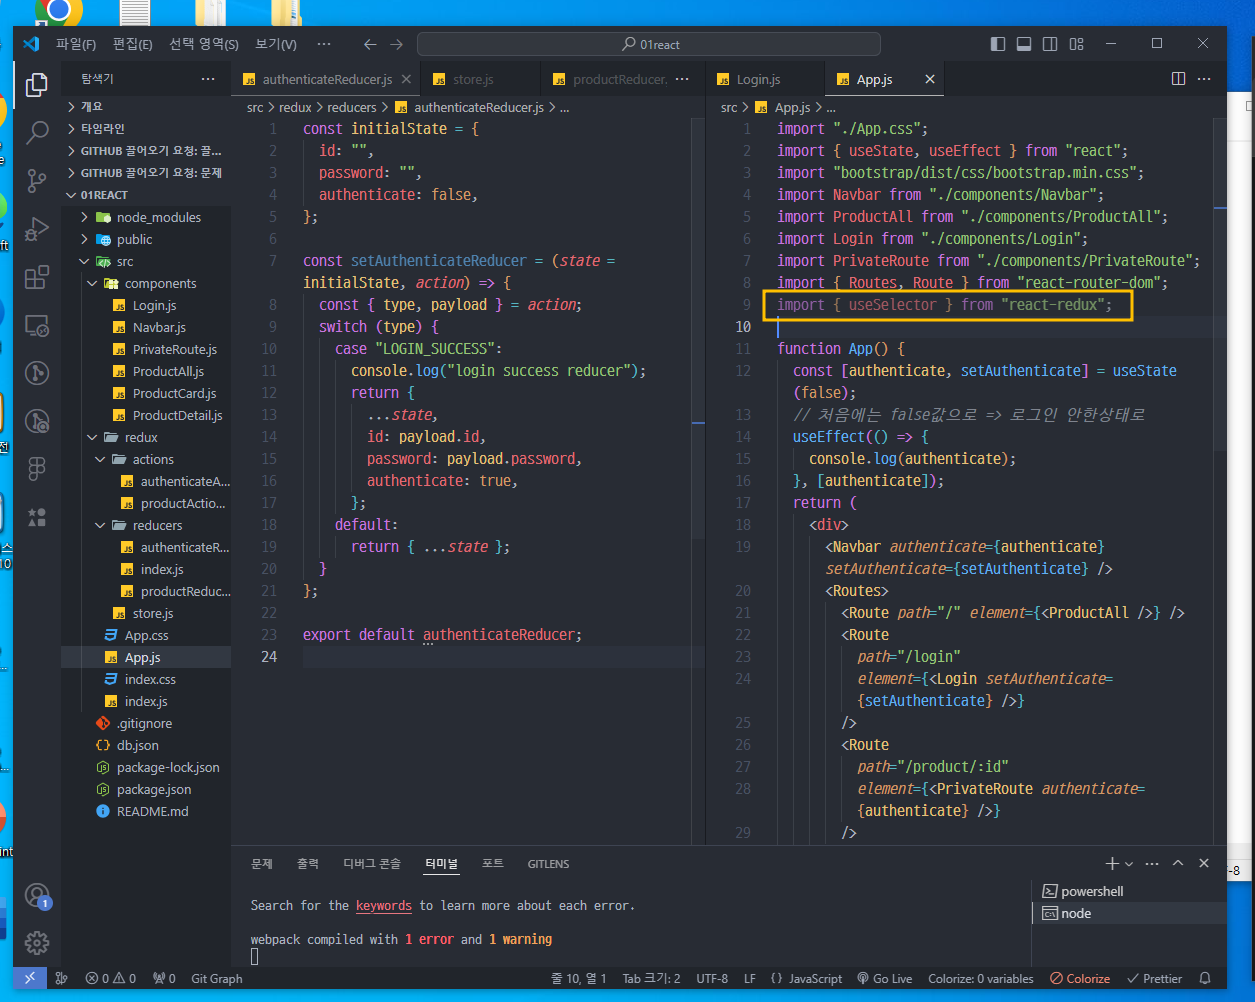 파일(F) 편집(E) 선택 영역(S) 보기(V) ··· 01react
탐색기 ···
개요
타임라인
GITHUB 끌어오기 요청: 끌...
GITHUB 끌어오기 요청: 문제
01REACT
node_modules
public
src
components
Login.js
Navbar.js
PrivateRoute.js
ProductAll.js
ProductCard.js
ProductDetail.js
redux
actions
authenticateA...
productActio...
reducers
authenticateR...
index.js
productReduc...
store.js
App.css
App.js
index.css
index.js
.gitignore
db.json
package-lock.json
package.json
README.md
authenticateReducer.js store.js productReducer. ···
src > redux > reducers > authenticateReducer.js > ...
1 const initialState = {
2 id: "",
3 password: "",
4 authenticate: false,
5 };
6
7 const setAuthenticateReducer = (state =
initialState, action) => {
8 const { type, payload } = action;
9 switch (type) {
10 case "LOGIN_SUCCESS":
11 console.log("login success reducer");
12 return {
13 ...state,
14 id: payload.id,
15 password: payload.password,
16 authenticate: true,
17 };
18 default:
19 return { ...state };
20 }
21 };
22
23 export default authenticateReducer;
24
Login.js App.js
src > App.js > ...
1 import "./App.css";
2 import { useState, useEffect } from "react";
3 import "bootstrap/dist/css/bootstrap.min.css";
4 import Navbar from "./components/Navbar";
5 import ProductAll from "./components/ProductAll";
6 import Login from "./components/Login";
7 import PrivateRoute from "./components/PrivateRoute";
8 import { Routes, Route } from "react-router-dom";
9 import { useSelector } from "react-redux";
10
11 function App() {
12 const [authenticate, setAuthenticate] = useState
(false);
13 // 처음에는 false값으로 => 로그인 안한상태로
14 useEffect(() => {
15 console.log(authenticate);
16 }, [authenticate]);
17 return (
18 <div>
19 <Navbar authenticate={authenticate}
setAuthenticate={setAuthenticate} />
20 <Routes>
21 <Route path="/" element={<ProductAll />} />
22 <Route
23 path="/login"
24 element={<Login setAuthenticate=
{setAuthenticate} />}
25 />
26 <Route
27 path="/product/:id"
28 element={<PrivateRoute authenticate=
{authenticate} />}
29 />
문제 출력 디버그 콘솔 터미널 포트 GITLENS
Search for the keywords to learn more about each error.
webpack compiled with 1 error and 1 warning
powershell
node
1
0 0 0 Git Graph 줄 10, 열 1 Tab 크기: 2 UTF-8 LF {} JavaScript Go Live Colorize: 0 variables Colorize Prettier